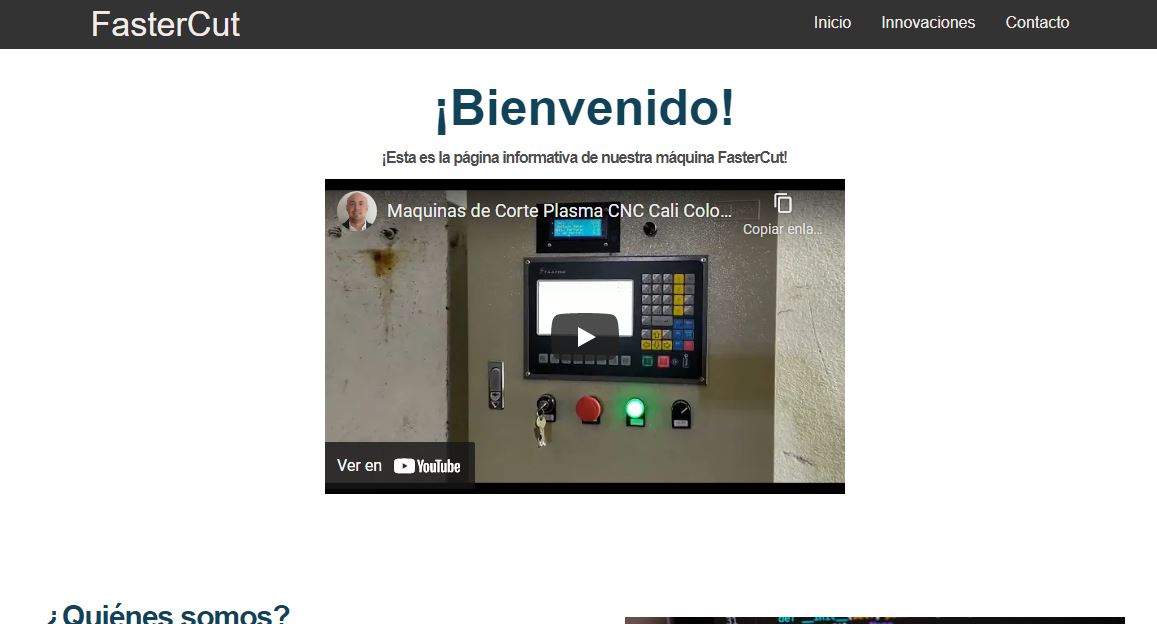 FasterCut
Inicio Innovaciones Contacto
¡Bienvenido!
¡Esta es la página informativa de nuestra máquina FasterCut!
Maquinas de Corte Plasma CNC Cali Colo...
Copiar enla...
Ver en YouTube
¿Quiénes somos?